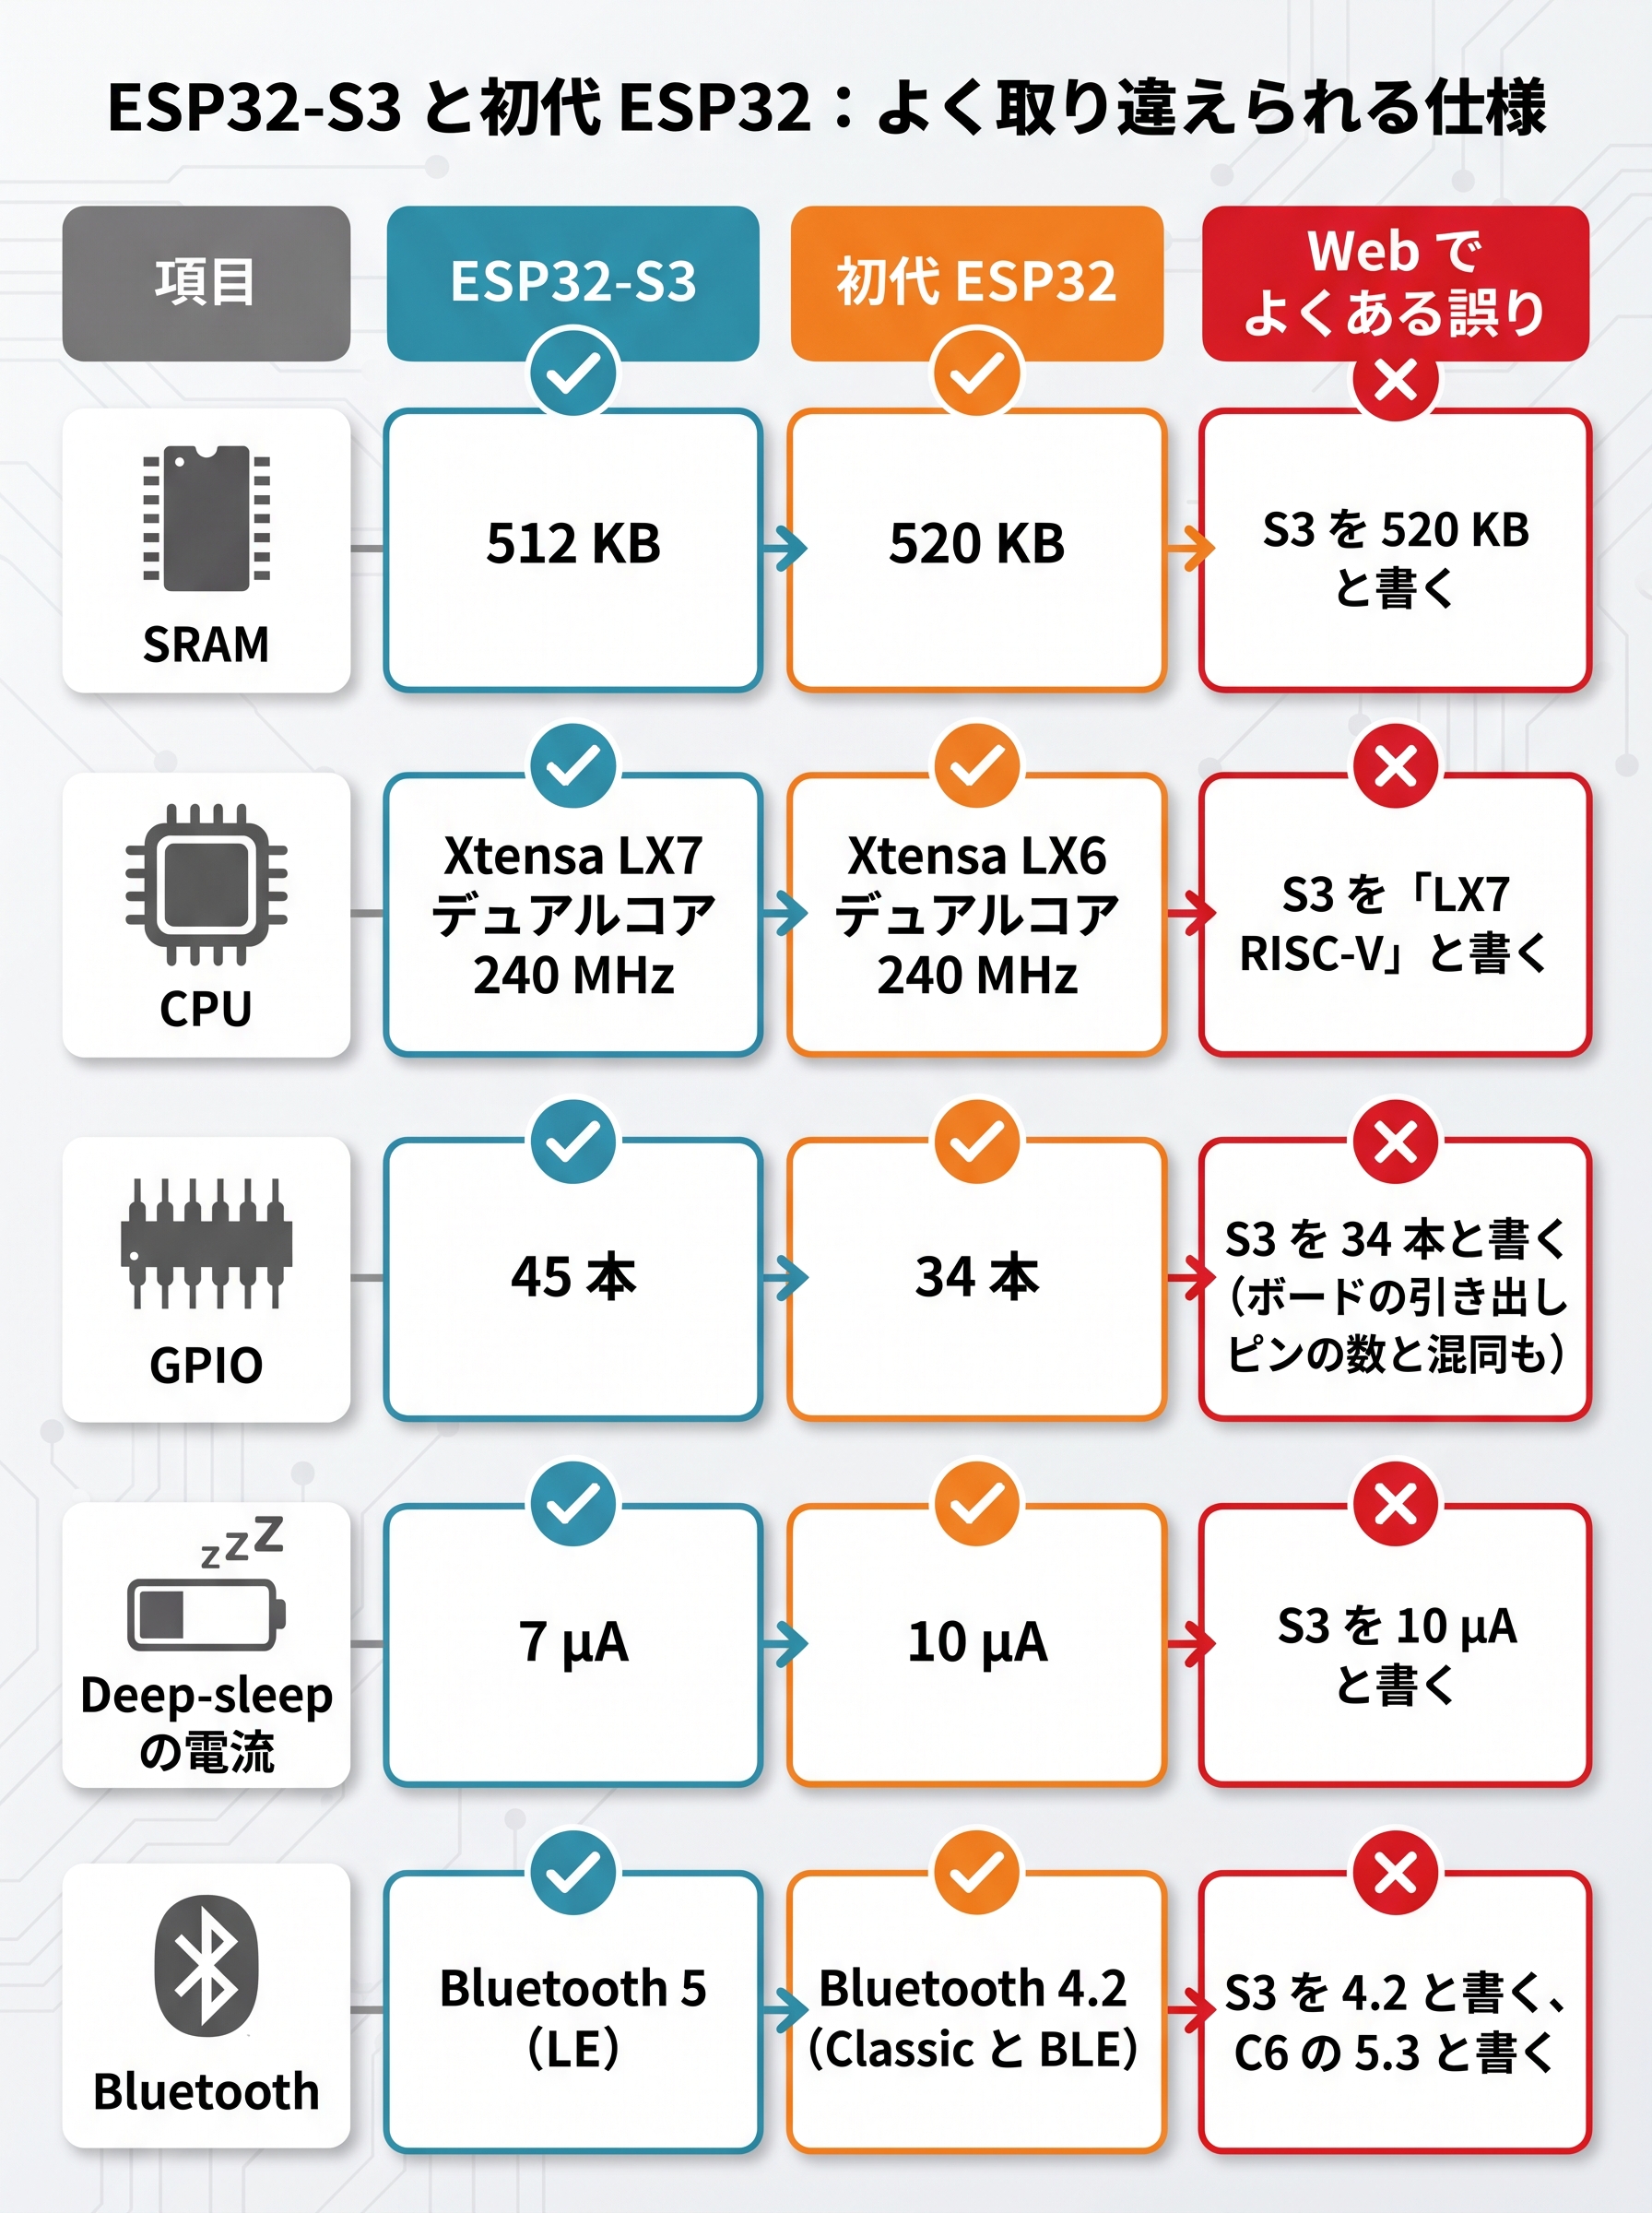 ESP32-S3 と初代 ESP32：よく取り違えられる仕様
項目
ESP32-S3
初代 ESP32
Web で
よくある誤り
SRAM
512 KB
520 KB
S3 を 520 KB
と書く
CPU
Xtensa LX7
デュアルコア
240 MHz
Xtensa LX6
デュアルコア
240 MHz
S3 を「LX7
RISC-V」と書く
GPIO
45 本
34 本
S3 を 34 本と書く
（ボードの引き出し
ピンの数と混同も）
z z Z
Deep-sleep
の電流
7 µA
10 µA
S3 を 10 µA
と書く
Bluetooth
Bluetooth 5
（LE）
Bluetooth 4.2
（Classic と BLE）
S3 を 4.2 と書く、
C6 の 5.3 と書く